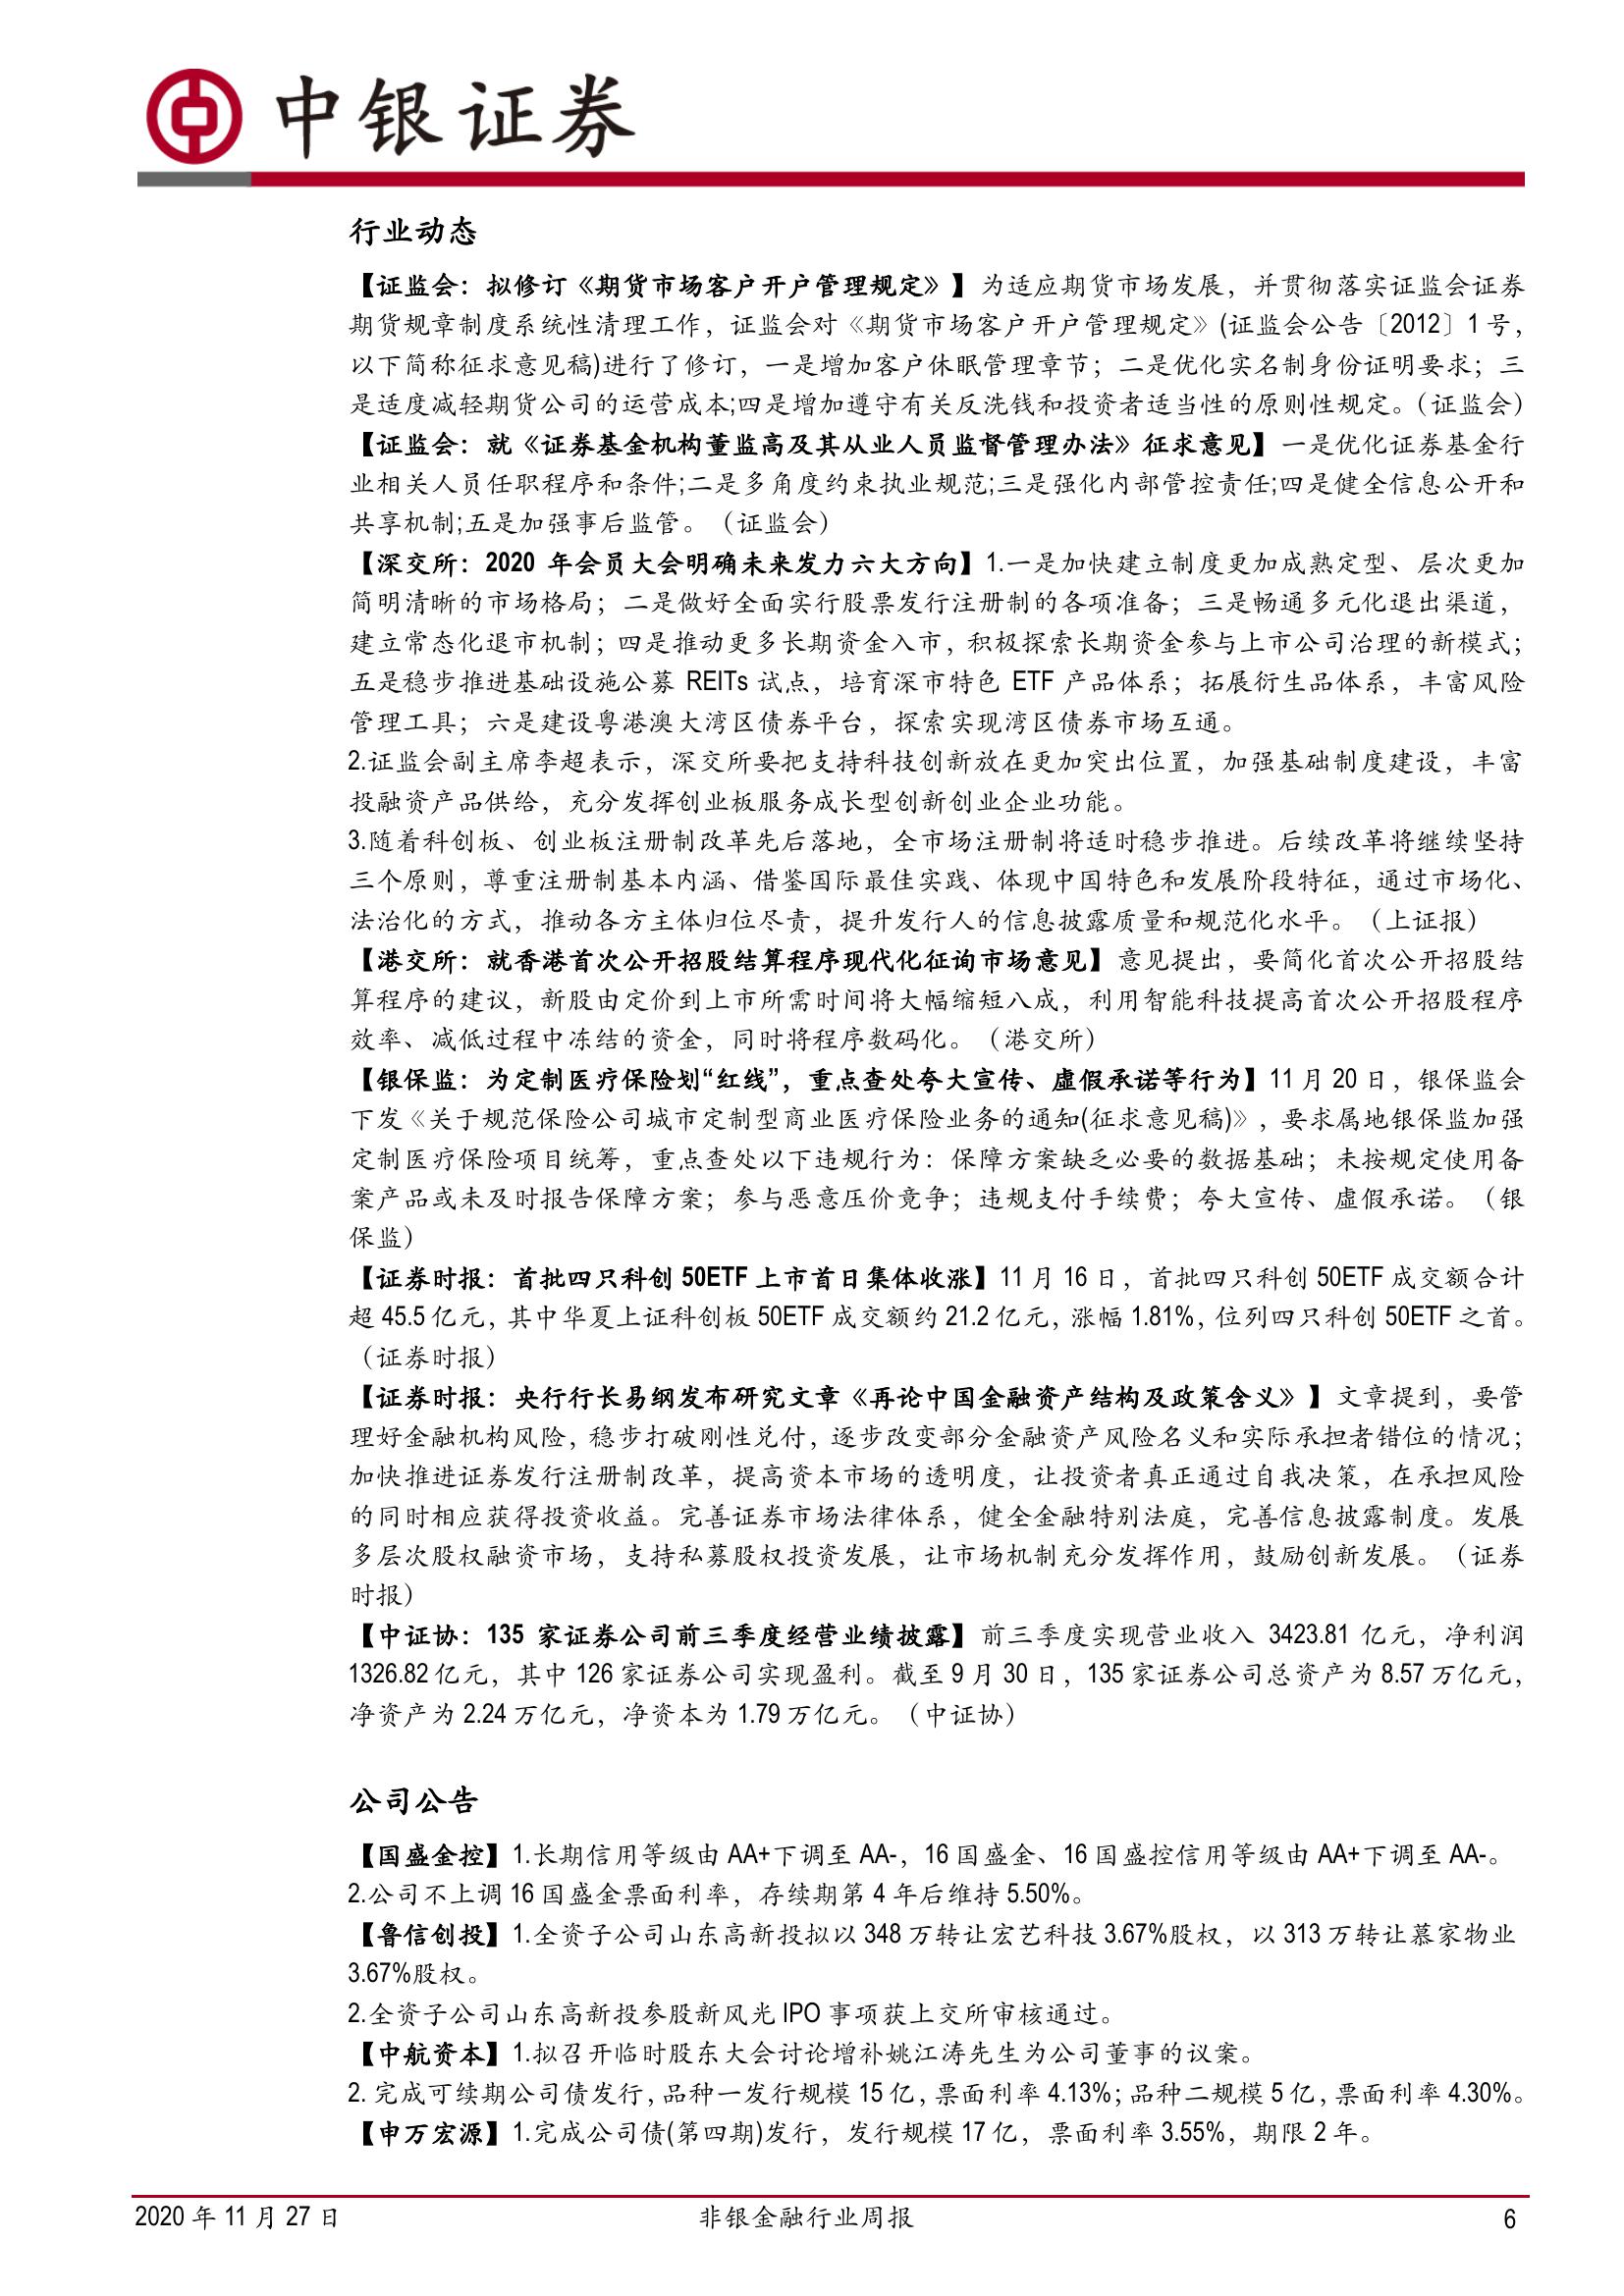 中银证券
行业动态
【证监会：拟修订《期货市场客户开户管理规定》】为适应期货市场发展，并贯彻落实证监会证券
期货规章制度系统性清理工作，证监会对《期货市场客户开户管理规定》(证监会公告〔2012〕1 号，
以下简称征求意见稿)进行了修订，一是增加客户休眠管理章节；二是优化实名制身份证明要求；三
是适度减轻期货公司的运营成本;四是增加遵守有关反洗钱和投资者适当性的原则性规定。（证监会）
【证监会：就《证券基金机构董监高及其从业人员监督管理办法》征求意见】一是优化证券基金行
业相关人员任职程序和条件;二是多角度约束执业规范;三是强化内部管控责任;四是健全信息公开和
共享机制;五是加强事后监管。（证监会）
【深交所：2020 年会员大会明确未来发力六大方向】1.一是加快建立制度更加成熟定型、层次更加
简明清晰的市场格局；二是做好全面实行股票发行注册制的各项准备；三是畅通多元化退出渠道，
建立常态化退市机制；四是推动更多长期资金入市，积极探索长期资金参与上市公司治理的新模式；
五是稳步推进基础设施公募 REITs 试点，培育深市特色 ETF 产品体系；拓展衍生品体系，丰富风险
管理工具；六是建设粤港澳大湾区债券平台，探索实现湾区债券市场互通。
2.证监会副主席李超表示，深交所要把支持科技创新放在更加突出位置，加强基础制度建设，丰富
投融资产品供给，充分发挥创业板服务成长型创新创业企业功能。
3.随着科创板、创业板注册制改革先后落地，全市场注册制将适时稳步推进。后续改革将继续坚持
三个原则，尊重注册制基本内涵、借鉴国际最佳实践、体现中国特色和发展阶段特征，通过市场化、
法治化的方式，推动各方主体归位尽责，提升发行人的信息披露质量和规范化水平。（上证报）
【港交所：就香港首次公开招股结算程序现代化征询市场意见】意见提出，要简化首次公开招股结
算程序的建议，新股由定价到上市所需时间将大幅缩短八成，利用智能科技提高首次公开招股程序
效率、减低过程中冻结的资金，同时将程序数码化。（港交所）
【银保监：为定制医疗保险划“红线”，重点查处夸大宣传、虚假承诺等行为】11 月 20 日，银保监会
下发《关于规范保险公司城市定制型商业医疗保险业务的通知(征求意见稿)》，要求属地银保监加强
定制医疗保险项目统筹，重点查处以下违规行为：保障方案缺乏必要的数据基础；未按规定使用备
案产品或未及时报告保障方案；参与恶意压价竞争；违规支付手续费；夸大宣传、虚假承诺。（银
保监）
【证券时报：首批四只科创 50ETF 上市首日集体收涨】11 月 16 日，首批四只科创 50ETF 成交额合计
超 45.5 亿元，其中华夏上证科创板 50ETF 成交额约 21.2 亿元，涨幅 1.81%，位列四只科创 50ETF 之首。
（证券时报）
【证券时报：央行行长易纲发布研究文章《再论中国金融资产结构及政策含义》】文章提到，要管
理好金融机构风险，稳步打破刚性兑付，逐步改变部分金融资产风险名义和实际承担者错位的情况；
加快推进证券发行注册制改革，提高资本市场的透明度，让投资者真正通过自我决策，在承担风险
的同时相应获得投资收益。完善证券市场法律体系，健全金融特别法庭，完善信息披露制度。发展
多层次股权融资市场，支持私募股权投资发展，让市场机制充分发挥作用，鼓励创新发展。（证券
时报）
【中证协：135 家证券公司前三季度经营业绩披露】前三季度实现营业收入 3423.81 亿元，净利润
1326.82 亿元，其中 126 家证券公司实现盈利。截至 9 月 30 日，135 家证券公司总资产为 8.57 万亿元，
净资产为 2.24 万亿元，净资本为 1.79 万亿元。（中证协）
公司公告
【国盛金控】1.长期信用等级由 AA+下调至 AA-，16 国盛金、16 国盛控信用等级由 AA+下调至 AA-。
2.公司不上调 16 国盛金票面利率，存续期第 4 年后维持 5.50%。
【鲁信创投】1.全资子公司山东高新投拟以 348 万转让宏艺科技 3.67%股权，以 313 万转让慕家物业
3.67%股权。
2.全资子公司山东高新投参股新风光 IPO 事项获上交所审核通过。
【中航资本】1.拟召开临时股东大会讨论增补姚江涛先生为公司董事的议案。
2. 完成可续期公司债发行，品种一发行规模 15 亿，票面利率 4.13%；品种二规模 5 亿，票面利率 4.30%。
【申万宏源】1.完成公司债(第四期)发行，发行规模 17 亿，票面利率 3.55%，期限 2 年。
2020 年 11 月 27 日
非银金融行业周报
6